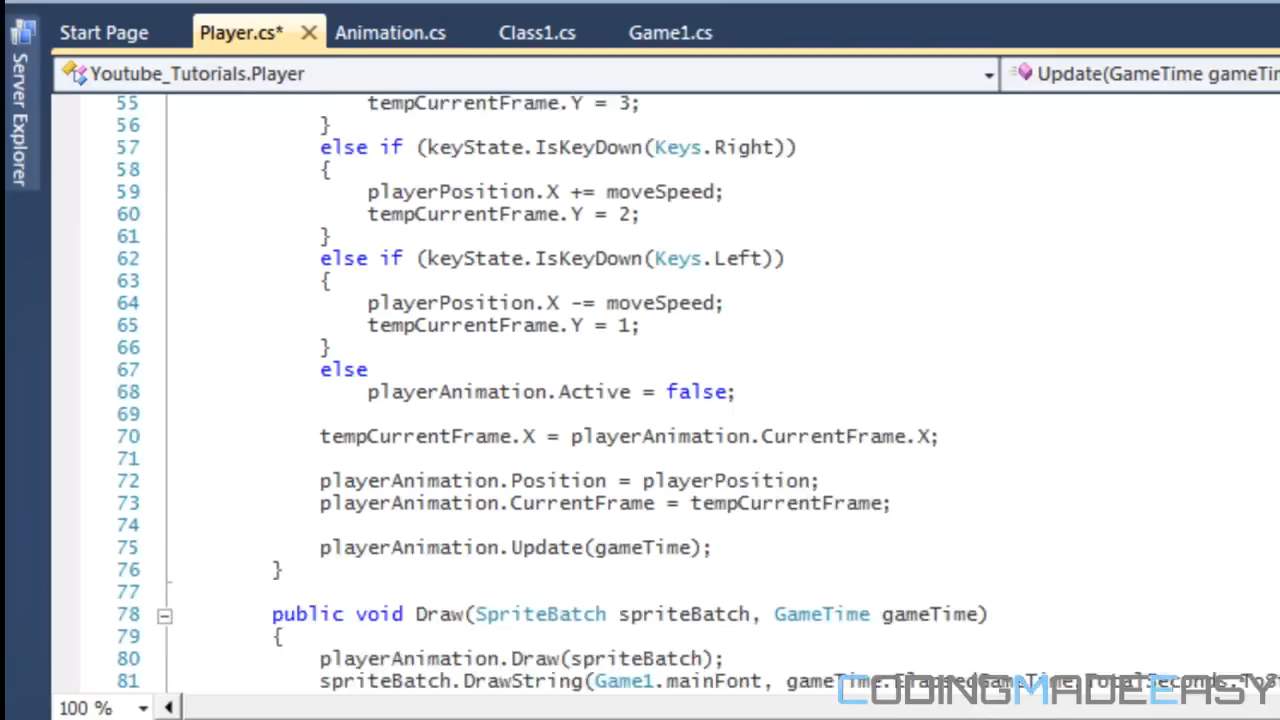 Start Page Player.cs* Animation.cs Class1.cs Game1.cs
Server Explorer
Youtube_Tutorials.Player Update(GameTime
55 tempCurrentFrame.Y = 3;
56 }
57 else if (keyState.IsKeyDown(Keys.Right))
58 {
59 playerPosition.X += moveSpeed;
60 tempCurrentFrame.Y = 2;
61 }
62 else if (keyState.IsKeyDown(Keys.Left))
63 {
64 playerPosition.X -= moveSpeed;
65 tempCurrentFrame.Y = 1;
66 }
67 else
68 playerAnimation.Active = false;
69
70 tempCurrentFrame.X = playerAnimation.CurrentFrame.X;
71
72 playerAnimation.Position = playerPosition;
73 playerAnimation.CurrentFrame = tempCurrentFrame;
74
75 playerAnimation.Update(gameTime);
76 }
77
78 public void Draw(SpriteBatch spriteBatch, GameTime gameTime)
79 {
80 playerAnimation.Draw(spriteBatch);
81 spriteBatch.DrawString(Game1.mainFont, gameTime.ElapsedGameTime.TotalSeconds.ToS
CODINGMADEEASY
100 %